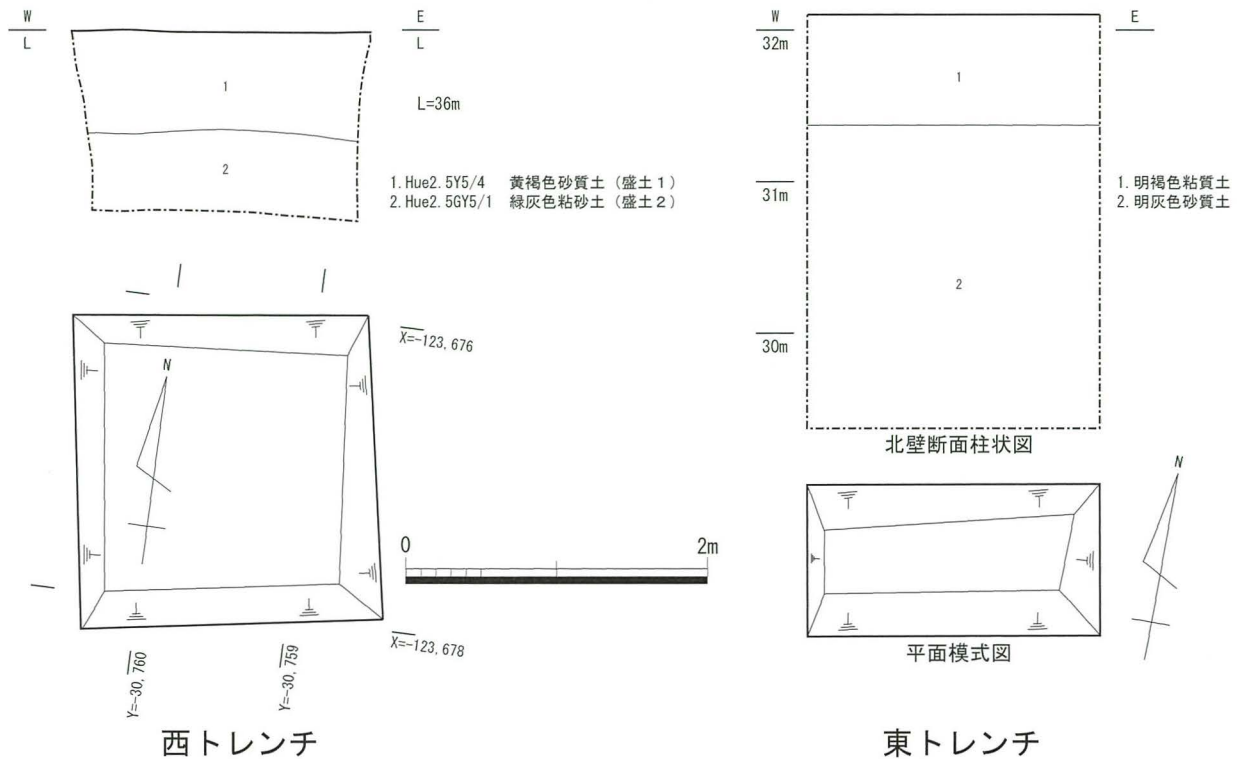 W
L
E
L
1
2
L=36m
1. Hue2.5Y5/4 黄褐色砂質土 (盛土1)
2. Hue2.5GY5/1 緑灰色粘砂土 (盛土2)
X=-123,676
N
X=-123,678
Y=-30,760
Y=-30,759
0 2m
西トレンチ
W
32m
E
31m
30m
1
2
1. 明褐色粘質土
2. 明灰色砂質土
北壁断面柱状図
N
平面模式図
東トレンチ